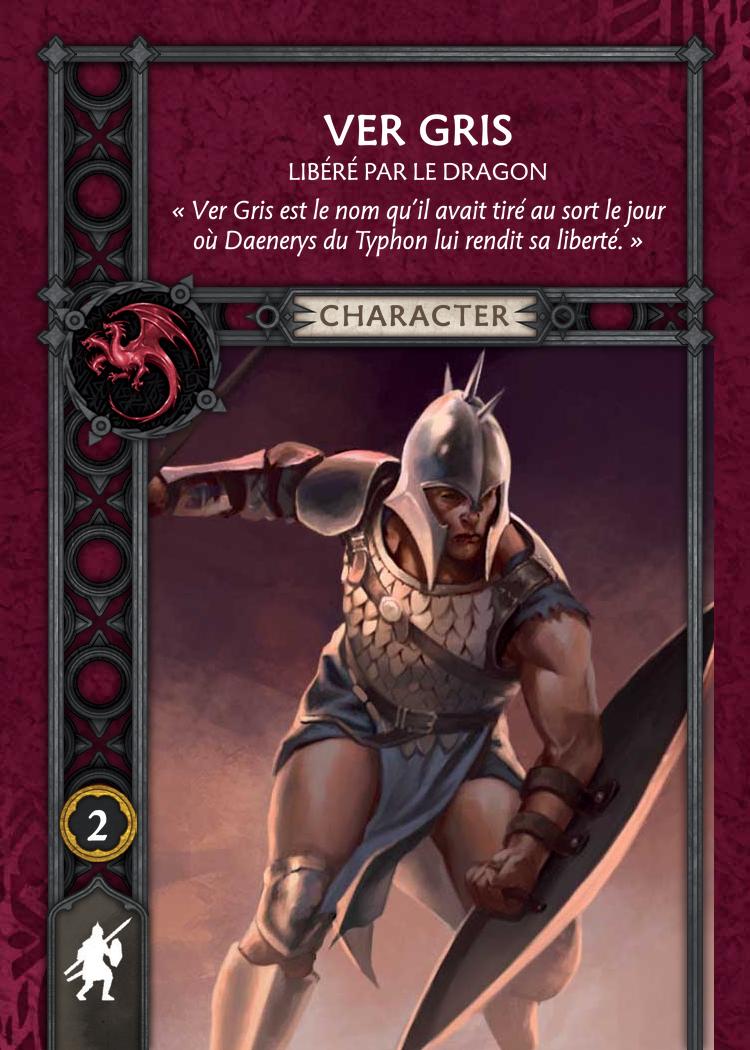 VER GRIS
LIBÉRÉ PAR LE DRAGON
« Ver Gris est le nom qu’il avait tiré au sort le jour
où Daenerys du Typhon lui rendit sa liberté. »
CHARACTER
2